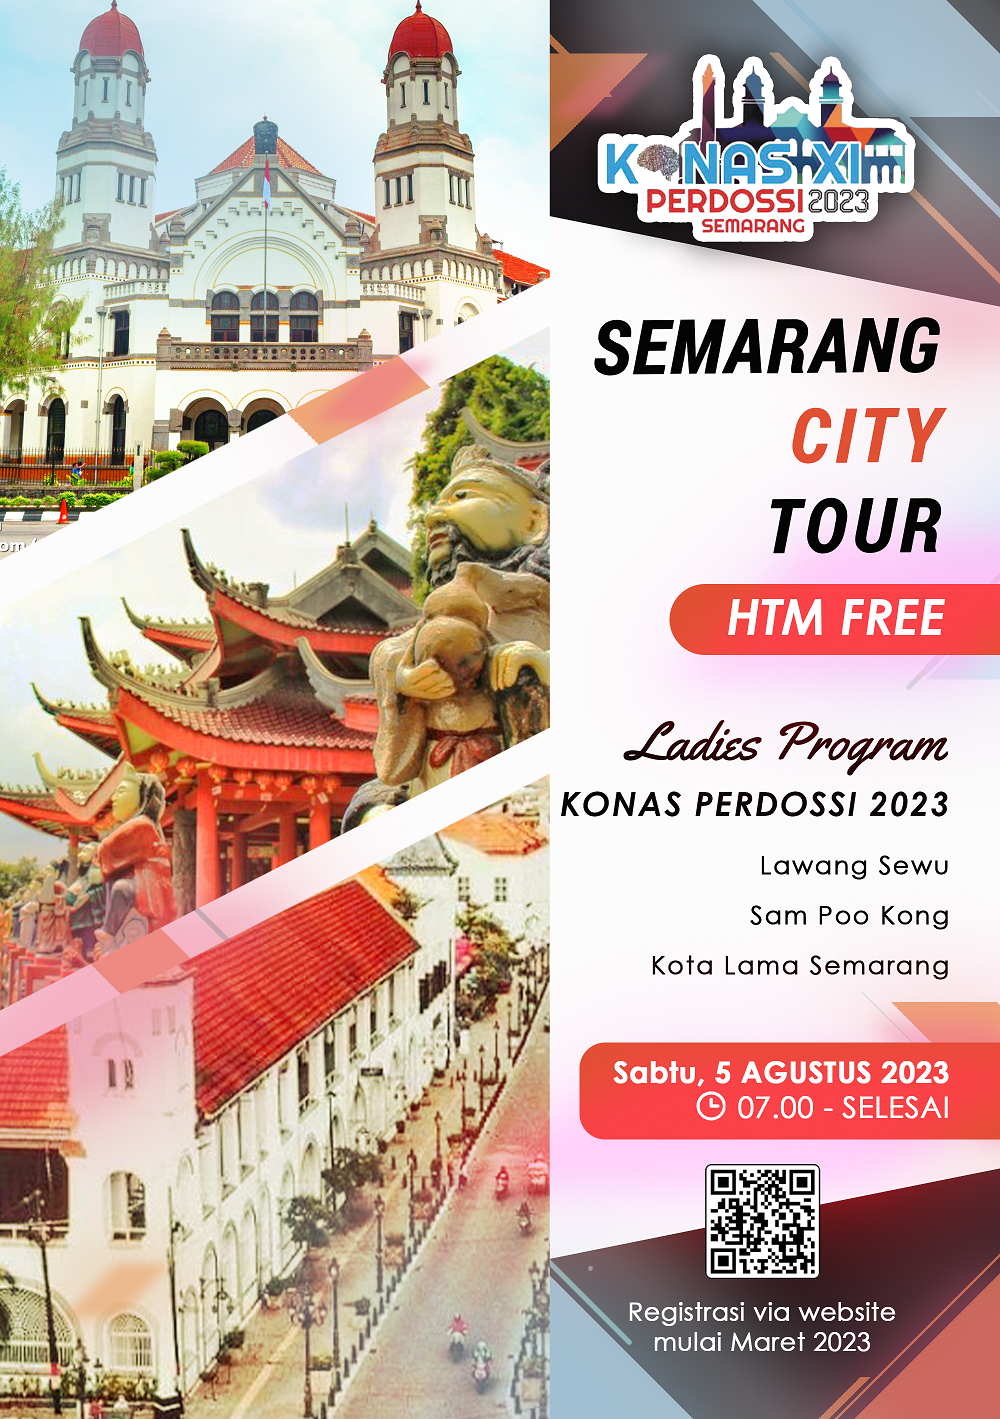 KONAS XI
PERDOSSI 2023
SEMARANG
SEMARANG
CITY
TOUR
HTM FREE
Ladies Program
KONAS PERDOSSI 2023
Lawang Sewu
Sam Poo Kong
Kota Lama Semarang
Sabtu, 5 AGUSTUS 2023
07.00 - SELESAI
Registrasi via website
mulai Maret 2023